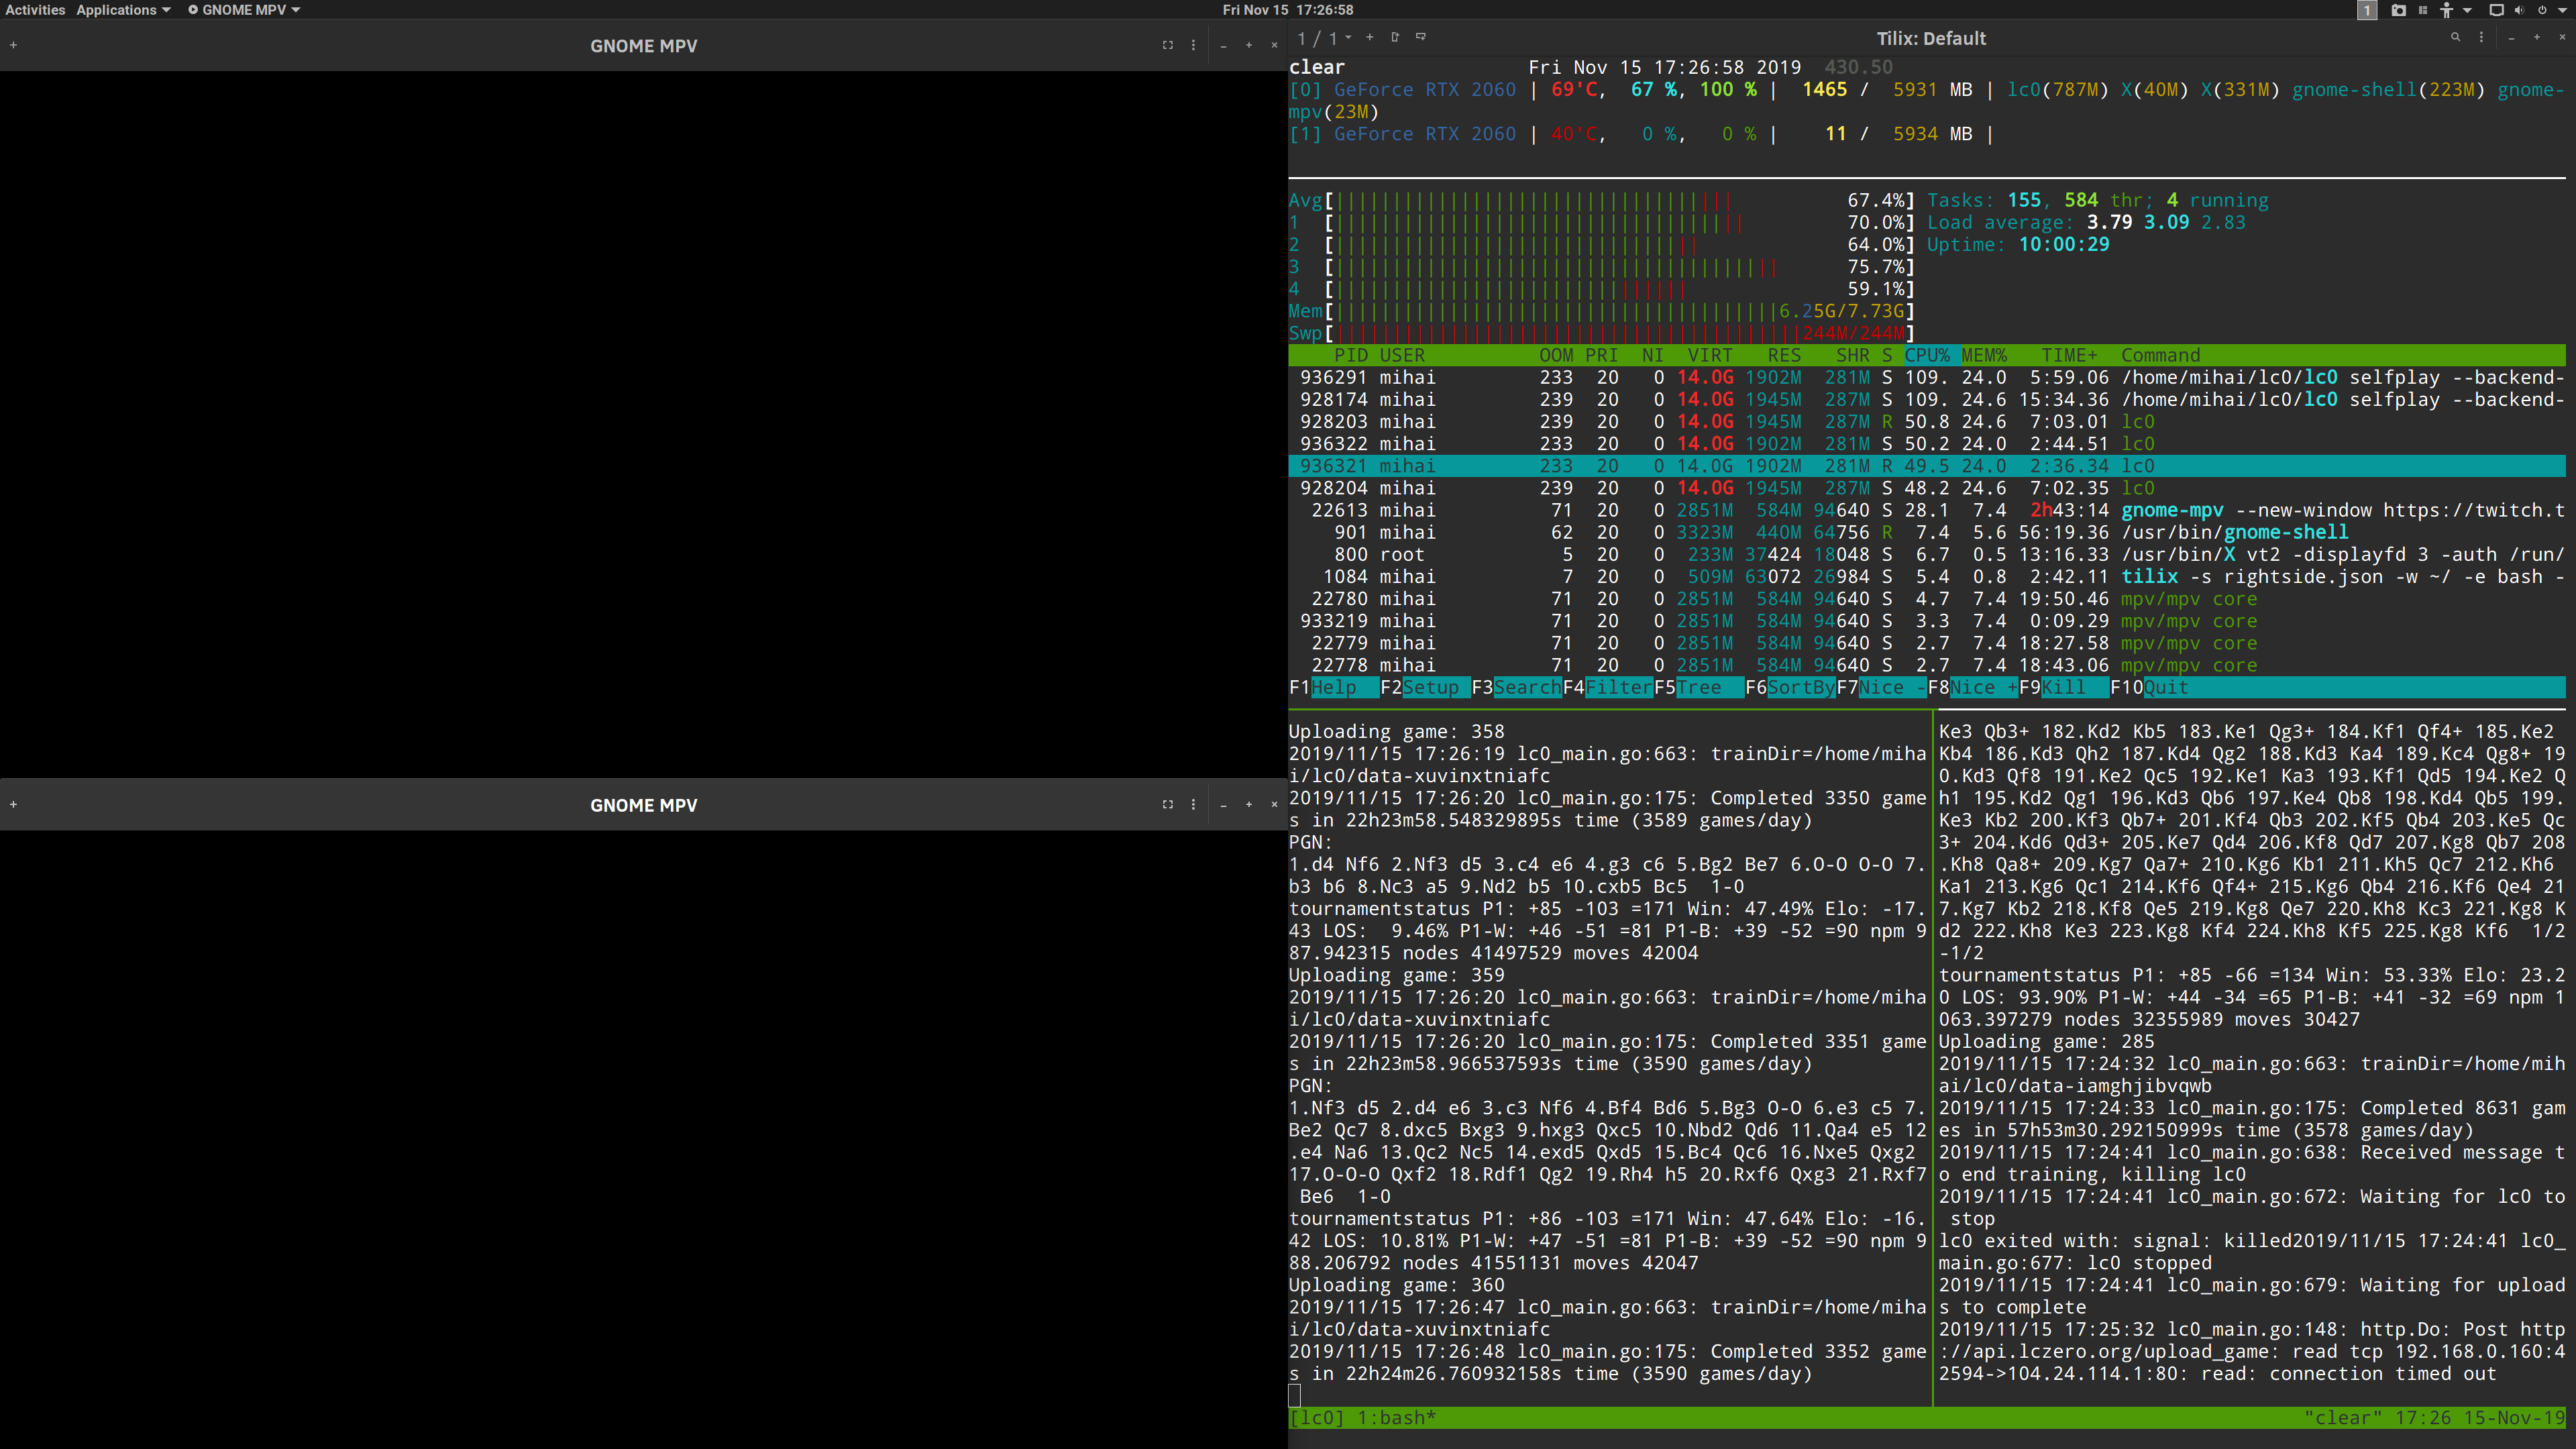 Activities Applications GNOME MPV Fri Nov 15 17:26:58 1
GNOME MPV
GNOME MPV
1 / 1 Tilix: Default
clear Fri Nov 15 17:26:58 2019 430.50
[0] GeForce RTX 2060 | 69'C, 67 %, 100 % | 1465 / 5931 MB | lc0(787M) X(40M) X(331M) gnome-shell(223M) gnome-
mpv(23M)
[1] GeForce RTX 2060 | 40'C, 0 %, 0 % | 11 / 5934 MB |
Avg[ 67.4%] Tasks: 155, 584 thr; 4 running
1 [ 70.0%] Load average: 3.79 3.09 2.83
2 [ 64.0%] Uptime: 10:00:29
3 [ 75.7%]
4 [ 59.1%]
Mem[ 6.25G/7.73G]
Swp[ 244M/244M]
PID USER OOM PRI NI VIRT RES SHR S CPU% MEM% TIME+ Command
936291 mihai 233 20 0 14.0G 1902M 281M S 109. 24.0 5:59.06 /home/mihai/lc0/lc0 selfplay --backend-
928174 mihai 239 20 0 14.0G 1945M 287M S 109. 24.6 15:34.36 /home/mihai/lc0/lc0 selfplay --backend-
928203 mihai 239 20 0 14.0G 1945M 287M R 50.8 24.6 7:03.01 lc0
936322 mihai 233 20 0 14.0G 1902M 281M S 50.2 24.0 2:44.51 lc0
936321 mihai 233 20 0 14.0G 1902M 281M R 49.5 24.0 2:36.34 lc0
928204 mihai 239 20 0 14.0G 1945M 287M S 48.2 24.6 7:02.35 lc0
22613 mihai 71 20 0 2851M 584M 94640 S 28.1 7.4 2h43:14 gnome-mpv --new-window https://twitch.t
901 mihai 62 20 0 3323M 440M 64756 R 7.4 5.6 56:19.36 /usr/bin/gnome-shell
800 root 5 20 0 233M 37424 18048 S 6.7 0.5 13:16.33 /usr/bin/X vt2 -displayfd 3 -auth /run/
1084 mihai 7 20 0 509M 63072 26984 S 5.4 0.8 2:42.11 tilix -s rightside.json -w ~/ -e bash -
22780 mihai 71 20 0 2851M 584M 94640 S 4.7 7.4 19:50.46 mpv/mpv core
933219 mihai 71 20 0 2851M 584M 94640 S 3.3 7.4 0:09.29 mpv/mpv core
22779 mihai 71 20 0 2851M 584M 94640 S 2.7 7.4 18:27.58 mpv/mpv core
22778 mihai 71 20 0 2851M 584M 94640 S 2.7 7.4 18:43.06 mpv/mpv core
F1Help F2Setup F3SearchF4FilterF5Tree F6SortByF7Nice -F8Nice +F9Kill F10Quit
Uploading game: 358
2019/11/15 17:26:19 lc0_main.go:663: trainDir=/home/miha
i/lc0/data-xuvinxtniafc
2019/11/15 17:26:20 lc0_main.go:175: Completed 3350 game
s in 22h23m58.548329895s time (3589 games/day)
PGN:
1.d4 Nf6 2.Nf3 d5 3.c4 e6 4.g3 c6 5.Bg2 Be7 6.O-O O-O 7.
b3 b6 8.Nc3 a5 9.Nd2 b5 10.cxb5 Bc5  1-0
tournamentstatus P1: +85 -103 =171 Win: 47.49% Elo: -17.
43 LOS:  9.46% P1-W: +46 -51 =81 P1-B: +39 -52 =90 npm 9
87.942315 nodes 41497529 moves 42004
Uploading game: 359
2019/11/15 17:26:20 lc0_main.go:663: trainDir=/home/miha
i/lc0/data-xuvinxtniafc
2019/11/15 17:26:20 lc0_main.go:175: Completed 3351 game
s in 22h23m58.966537593s time (3590 games/day)
PGN:
1.Nf3 d5 2.d4 e6 3.c3 Nf6 4.Bf4 Bd6 5.Bg3 O-O 6.e3 c5 7.
Be2 Qc7 8.dxc5 Bxg3 9.hxg3 Qxc5 10.Nbd2 Qd6 11.Qa4 e5 12
.e4 Na6 13.Qc2 Nc5 14.exd5 Qxd5 15.Bc4 Qc6 16.Nxe5 Qxg2
17.O-O-O Qxf2 18.Rdf1 Qg2 19.Rh4 h5 20.Rxf6 Qxg3 21.Rxf7
Be6  1-0
tournamentstatus P1: +86 -103 =171 Win: 47.64% Elo: -16.
42 LOS: 10.81% P1-W: +47 -51 =81 P1-B: +39 -52 =90 npm 9
88.206792 nodes 41551131 moves 42047
Uploading game: 360
2019/11/15 17:26:47 lc0_main.go:663: trainDir=/home/miha
i/lc0/data-xuvinxtniafc
2019/11/15 17:26:48 lc0_main.go:175: Completed 3352 game
s in 22h24m26.760932158s time (3590 games/day)
Ke3 Qb3+ 182.Kd2 Kb5 183.Ke1 Qg3+ 184.Kf1 Qf4+ 185.Ke2
Kb4 186.Kd3 Qh2 187.Kd4 Qg2 188.Kd3 Ka4 189.Kc4 Qg8+ 19
0.Kd3 Qf8 191.Ke2 Qc5 192.Ke1 Ka3 193.Kf1 Qd5 194.Ke2 Q
h1 195.Kd2 Qg1 196.Kd3 Qb6 197.Ke4 Qb8 198.Kd4 Qb5 199.
Ke3 Kb2 200.Kf3 Qb7+ 201.Kf4 Qb3 202.Kf5 Qb4 203.Ke5 Qc
3+ 204.Kd6 Qd3+ 205.Ke7 Qd4 206.Kf8 Qd7 207.Kg8 Qb7 208
.Kh8 Qa8+ 209.Kg7 Qa7+ 210.Kg6 Kb1 211.Kh5 Qc7 212.Kh6
Ka1 213.Kg6 Qc1 214.Kf6 Qf4+ 215.Kg6 Qb4 216.Kf6 Qe4 21
7.Kg7 Kb2 218.Kf8 Qe5 219.Kg8 Qe7 220.Kh8 Kc3 221.Kg8 K
d2 222.Kh8 Ke3 223.Kg8 Kf4 224.Kh8 Kf5 225.Kg8 Kf6  1/2
-1/2
tournamentstatus P1: +85 -66 =134 Win: 53.33% Elo: 23.2
0 LOS: 93.90% P1-W: +44 -34 =65 P1-B: +41 -32 =69 npm 1
063.397279 nodes 32355989 moves 30427
Uploading game: 285
2019/11/15 17:24:32 lc0_main.go:663: trainDir=/home/mih
ai/lc0/data-iamghjibvqwb
2019/11/15 17:24:33 lc0_main.go:175: Completed 8631 gam
es in 57h53m30.292150999s time (3578 games/day)
2019/11/15 17:24:41 lc0_main.go:638: Received message t
o end training, killing lc0
2019/11/15 17:24:41 lc0_main.go:672: Waiting for lc0 to
stop
lc0 exited with: signal: killed2019/11/15 17:24:41 lc0_
main.go:677: lc0 stopped
2019/11/15 17:24:41 lc0_main.go:679: Waiting for upload
s to complete
2019/11/15 17:25:32 lc0_main.go:148: http.Do: Post http
://api.lczero.org/upload_game: read tcp 192.168.0.160:4
2594->104.24.114.1:80: read: connection timed out
[lc0] 1:bash* "clear" 17:26 15-Nov-19